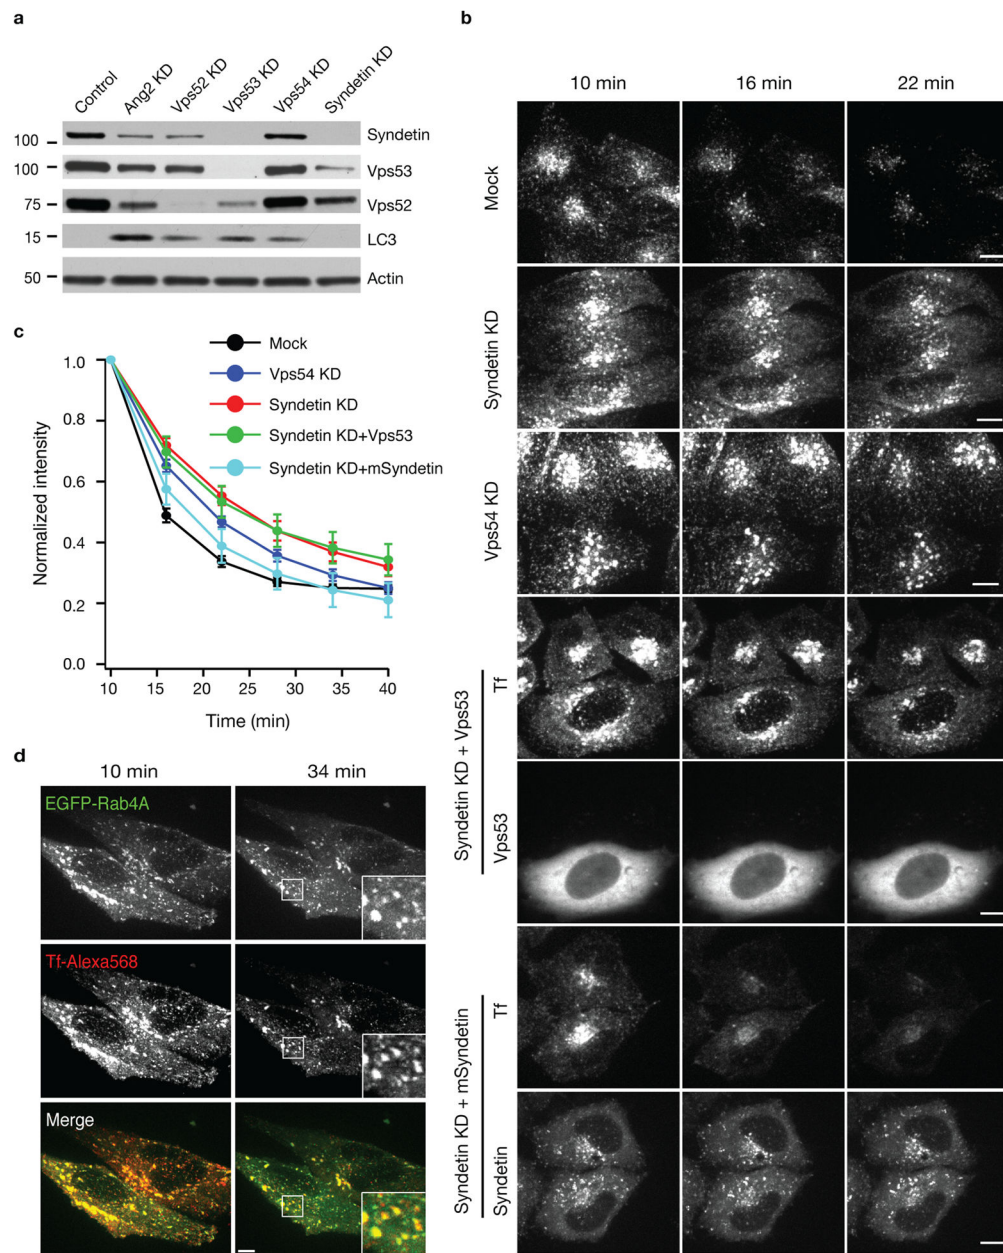 a
Control
Ang2 KD
Vps52 KD
Vps53 KD
Vps54 KD
Syndetin KD
100
Syndetin
100
Vps53
75
Vps52
15
LC3
50
Actin
b
10 min
16 min
22 min
Mock
Syndetin KD
Vps54 KD
Syndetin KD + Vps53
Tf
Vps53
Syndetin KD + mSyndetin
Tf
Syndetin
c
Mock
Vps54 KD
Syndetin KD
Syndetin KD+Vps53
Syndetin KD+mSyndetin
Normalized intensity
1.0
0.8
0.6
0.4
0.2
0.0
10
15
22
30
35
40
Time (min)
d
10 min
34 min
EGFP-Rab4A
Tf-Alexa568
Merge